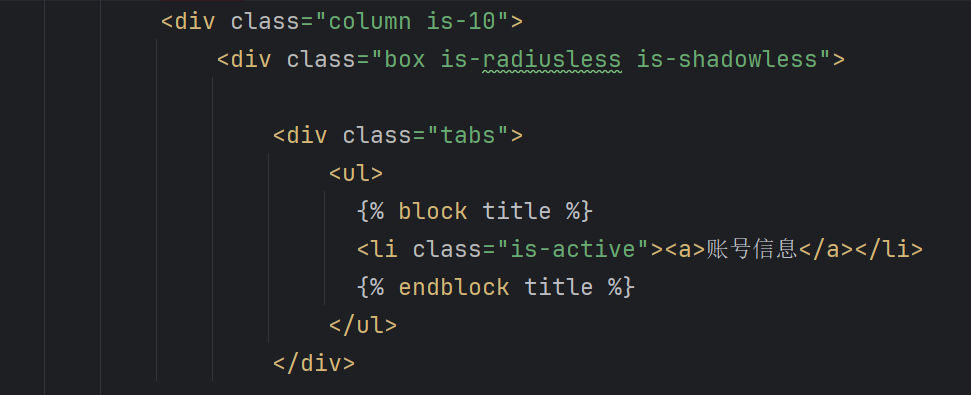 <div class="column is-10">
<div class="box is-radiusless is-shadowless">
<div class="tabs">
<ul>
{% block title %}
<li class="is-active"><a>账号信息</a></li>
{% endblock title %}
</ul>
</div>